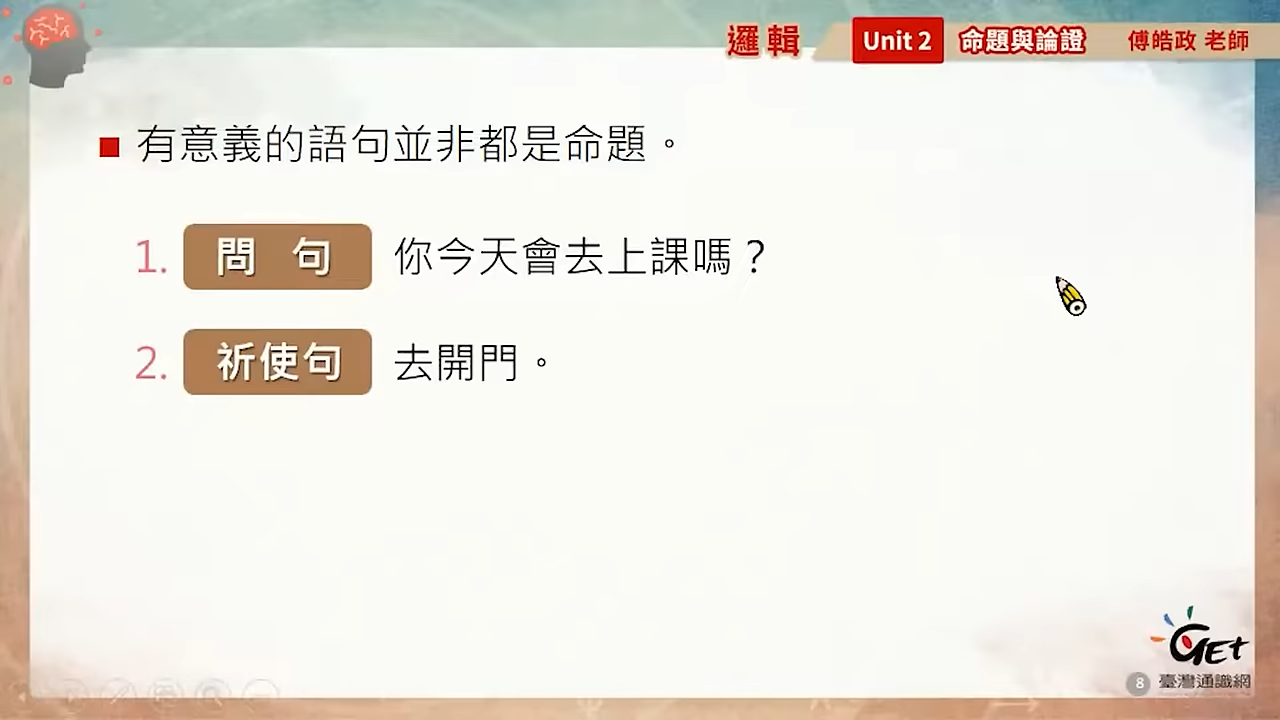 邏輯 Unit 2 命題與論證 傅皓政 老師
有意義的語句並非都是命題。
1. 問 句 你今天會去上課嗎？
2. 祈使句 去開門。
GET
8 臺灣通識網